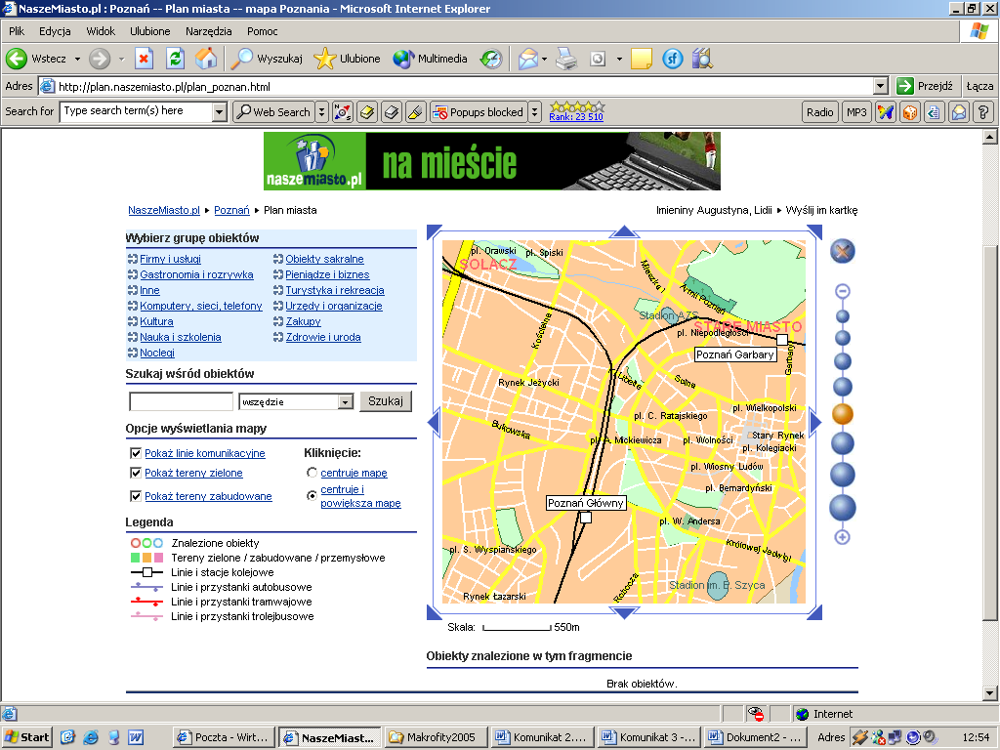 NaszeMiasto.pl : Poznań -- Plan miasta -- mapa Poznania - Microsoft Internet Explorer
Plik Edycja Widok Ulubione Narzędzia Pomoc
Wstecz Wyszukaj Ulubione Multimedia
Adres http://plan.naszemiasto.pl/plan_poznan.html Przejdź Łącza
Search for Type search term(s) here Web Search Popups blocked Rank: 23 510 Radio MP3
naszemiasto.pl na mieście
NaszeMiasto.pl Poznań Plan miasta
Imieniny Augustyna, Lidii Wyślij im kartkę
Wybierz grupę obiektów
Firmy i usługi
Gastronomia i rozrywka
Inne
Komputery, sieci, telefony
Kultura
Nauka i szkolenia
Noclegi
Obiekty sakralne
Pieniądze i biznes
Turystyka i rekreacja
Urzędy i organizacje
Zakupy
Zdrowie i uroda
Szukaj wśród obiektów
wszędzie Szukaj
Opcje wyświetlania mapy
Pokaż linie komunikacyjne
Pokaż tereny zielone
Pokaż tereny zabudowane
Kliknięcie:
centruje mapę
centruje i
powiększa mapę
Legenda
Znalezione obiekty
Tereny zielone / zabudowane / przemysłowe
Linie i stacje kolejowe
Linie i przystanki autobusowe
Linie i przystanki tramwajowe
Linie i przystanki trolejbusowe
pl. Orawski
pl. Spiski
SOŁACZ
Mieszka I
Armii Poznań
Stadion AZS
STARE MIASTO
pl. Niepodległości
Poznań Garbary
Garbary
Kościelna
Rynek Jeżycki
Libelta
Solna
pl. Wielkopolski
Bukowska
pl. C. Ratajskiego
pl. A. Mickiewicza
pl. Wolności
Stary Rynek
pl. Kolegiacki
pl. Wiosny Ludów
pl. Bernardyński
Poznań Główny
pl. W. Andersa
Królowej Jadwigi
pl. S. Wyspiańskiego
Rynek Łazarski
Roboczа
Stadion im. E. Szyca
Skala: 550m
Obiekty znalezione w tym fragmencie
Brak obiektów.
Internet
Start Poczta - Wirt... NaszeMiast... Makrofity2005 Komunikat 2.... Komunikat 3 -... Dokument2 - ... Adres 12:54